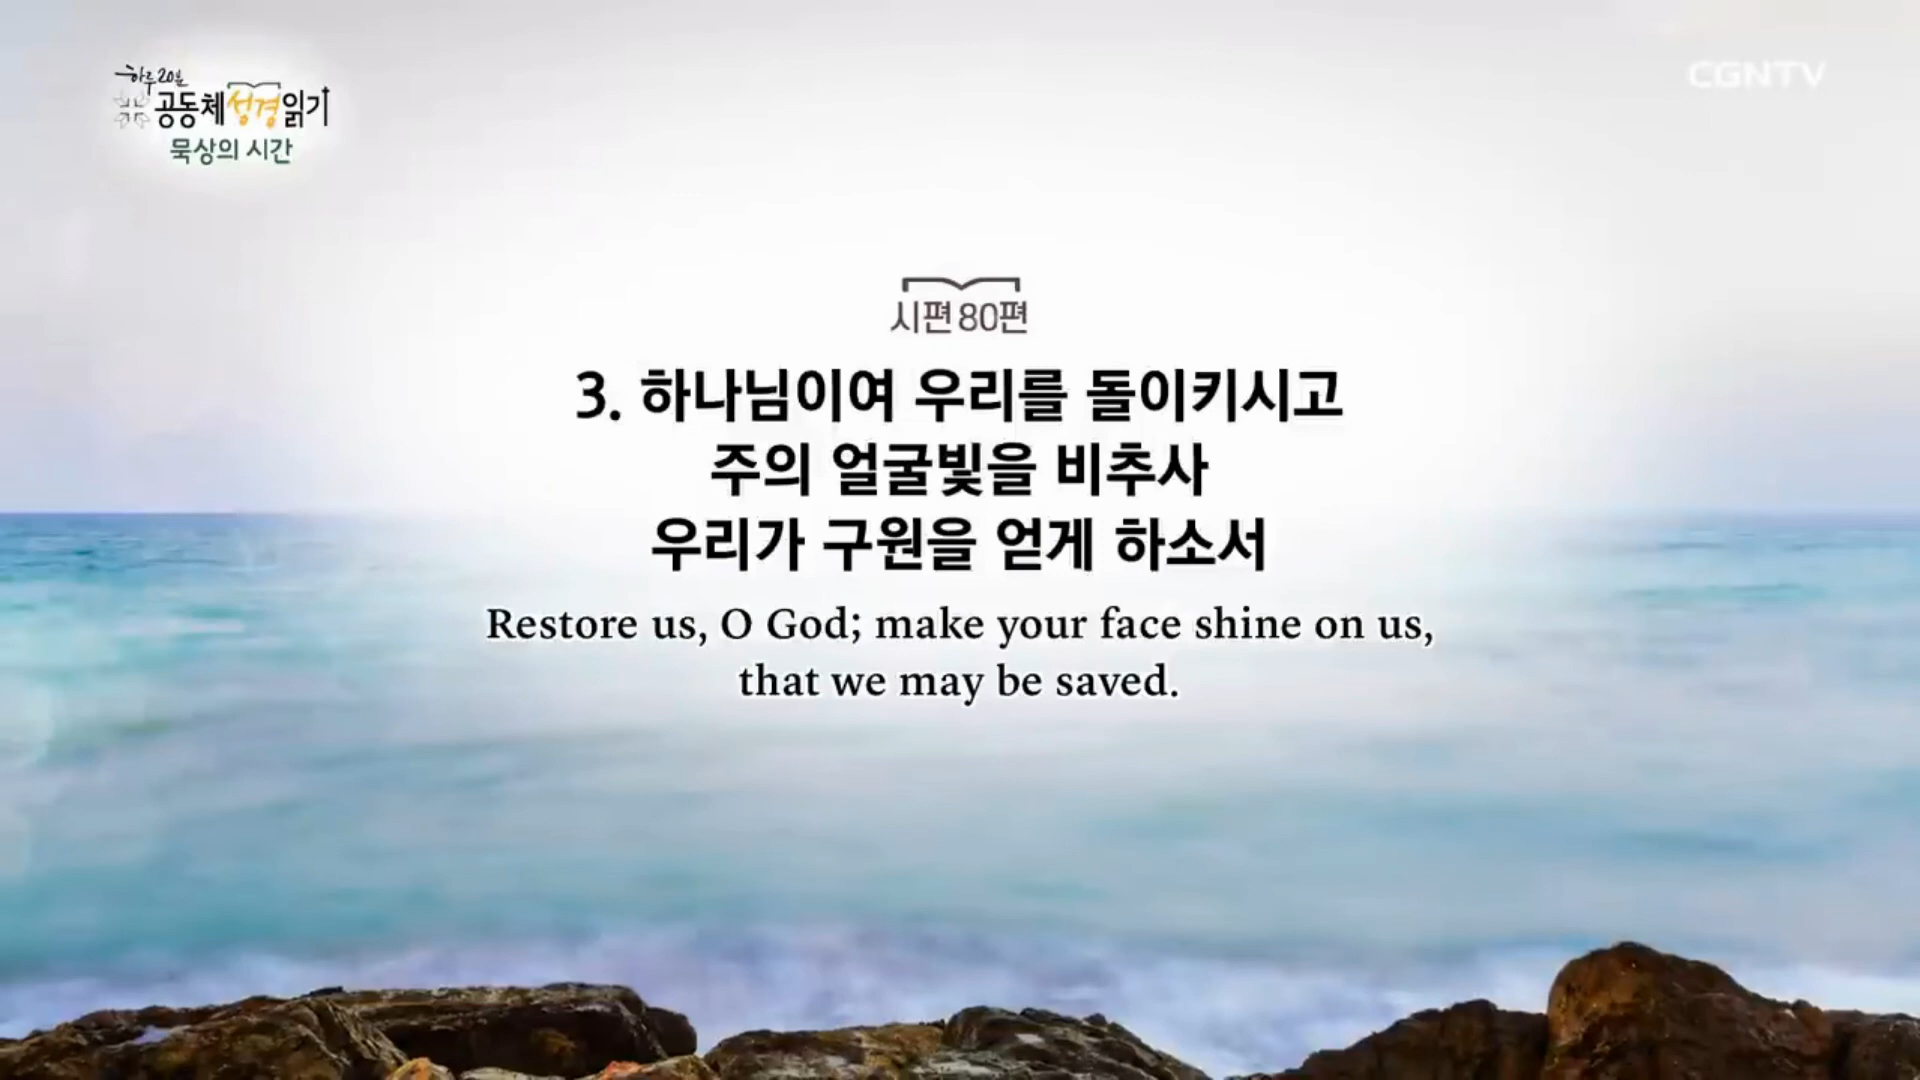 하루 20분
공동체성경읽기
묵상의 시간
CGNTV
시편 80편
3. 하나님이여 우리를 돌이키시고
주의 얼굴빛을 비추사
우리가 구원을 얻게 하소서
Restore us, O God; make your face shine on us,
that we may be saved.